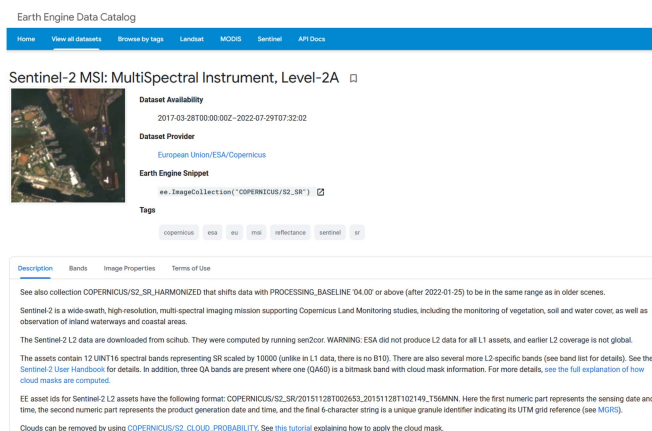 Earth Engine Data Catalog
Home View all datasets Browse by tags Landsat MODIS Sentinel API Docs
Sentinel-2 MSI: MultiSpectral Instrument, Level-2A
Dataset Availability
2017-03-28T00:00:00Z–2022-07-29T07:32:02
Dataset Provider
European Union/ESA/Copernicus
Earth Engine Snippet
ee.ImageCollection("COPERNICUS/S2_SR")
Tags
copernicus esa eu msi reflectance sentinel sr
Description Bands Image Properties Terms of Use
See also collection COPERNICUS/S2_SR_HARMONIZED that shifts data with PROCESSING_BASELINE '04.00' or above (after 2022-01-25) to be in the same range as in older scenes.
Sentinel-2 is a wide-swath, high-resolution, multi-spectral imaging mission supporting Copernicus Land Monitoring studies, including the monitoring of vegetation, soil and water cover, as well as
observation of inland waterways and coastal areas.
The Sentinel-2 L2 data are downloaded from scihub. They were computed by running sen2cor. WARNING: ESA did not produce L2 data for all L1 assets, and earlier L2 coverage is not global.
The assets contain 12 UINT16 spectral bands representing SR scaled by 10000 (unlike in L1 data, there is no B10). There are also several more L2-specific bands (see band list for details). See the
Sentinel-2 User Handbook for details. In addition, three QA bands are present where one (QA60) is a bitmask band with cloud mask information. For more details, see the full explanation of how
cloud masks are computed.
EE asset ids for Sentinel-2 L2 assets have the following format: COPERNICUS/S2_SR/20151128T002653_20151128T102149_T56MNN. Here the first numeric part represents the sensing date and
time, the second numeric part represents the product generation date and time, and the final 6-character string is a unique granule identifier indicating its UTM grid reference (see MGRS).
Clouds can be removed by using COPERNICUS/S2_CLOUD_PROBABILITY. See this tutorial explaining how to apply the cloud mask.